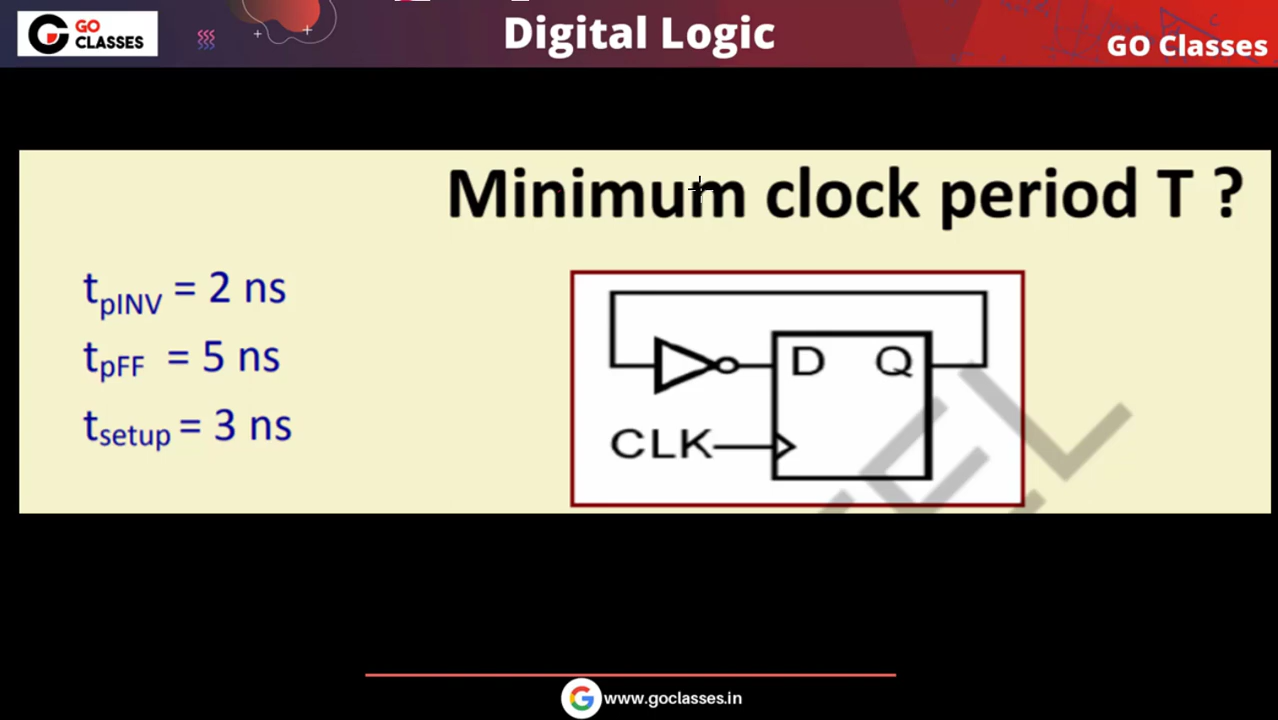 GO
CLASSES
Digital Logic
GO Classes
Minimum clock period T ?
tpINV = 2 ns
tpFF = 5 ns
tsetup = 3 ns
D Q
CLK
www.goclasses.in